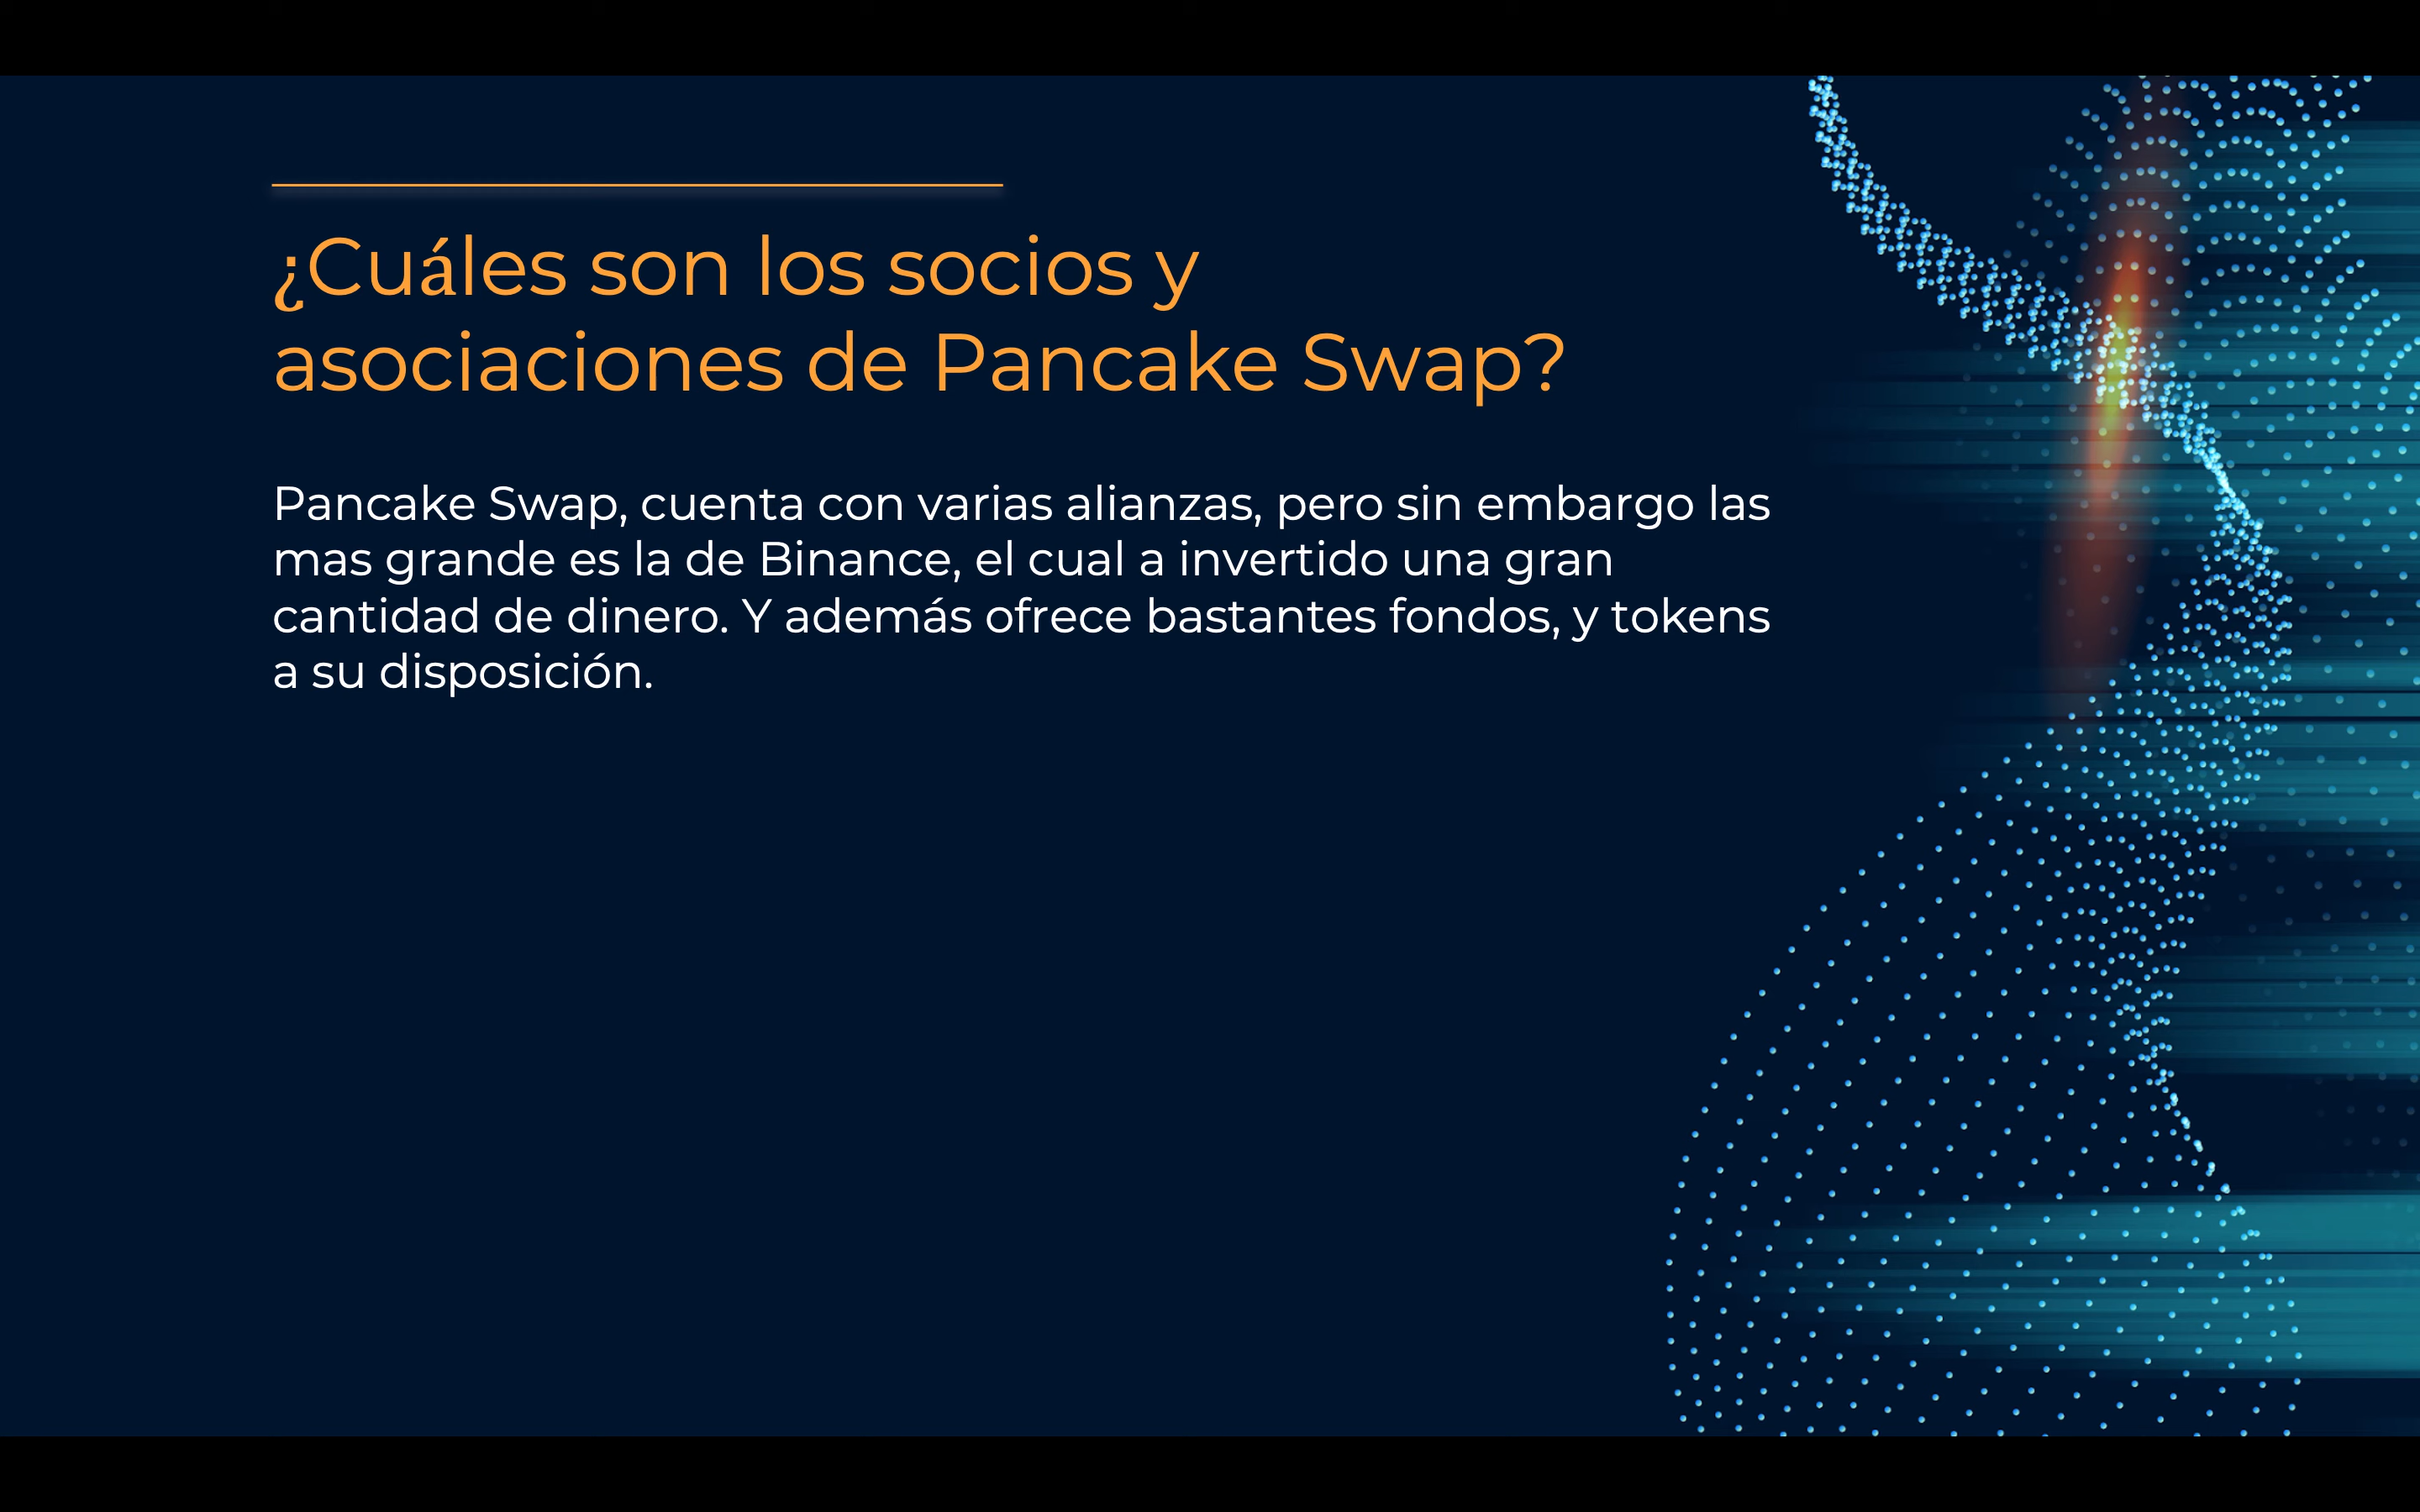 ¿Cuáles son los socios y
asociaciones de Pancake Swap?
Pancake Swap, cuenta con varias alianzas, pero sin embargo las
mas grande es la de Binance, el cual a invertido una gran
cantidad de dinero. Y además ofrece bastantes fondos, y tokens
a su disposición.